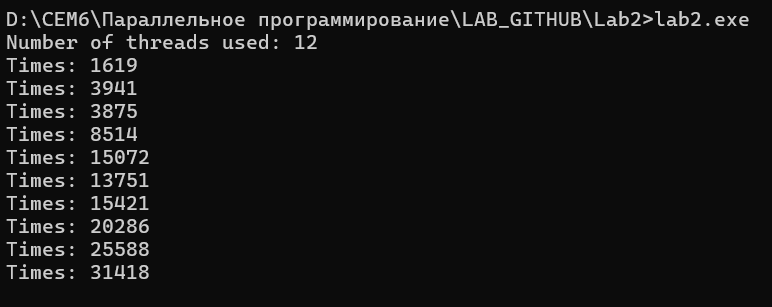 D:\СЕМ6\Параллельное программирование\LAB_GITHUB\Lab2>lab2.exe
Number of threads used: 12
Times: 1619
Times: 3941
Times: 3875
Times: 8514
Times: 15072
Times: 13751
Times: 15421
Times: 20286
Times: 25588
Times: 31418